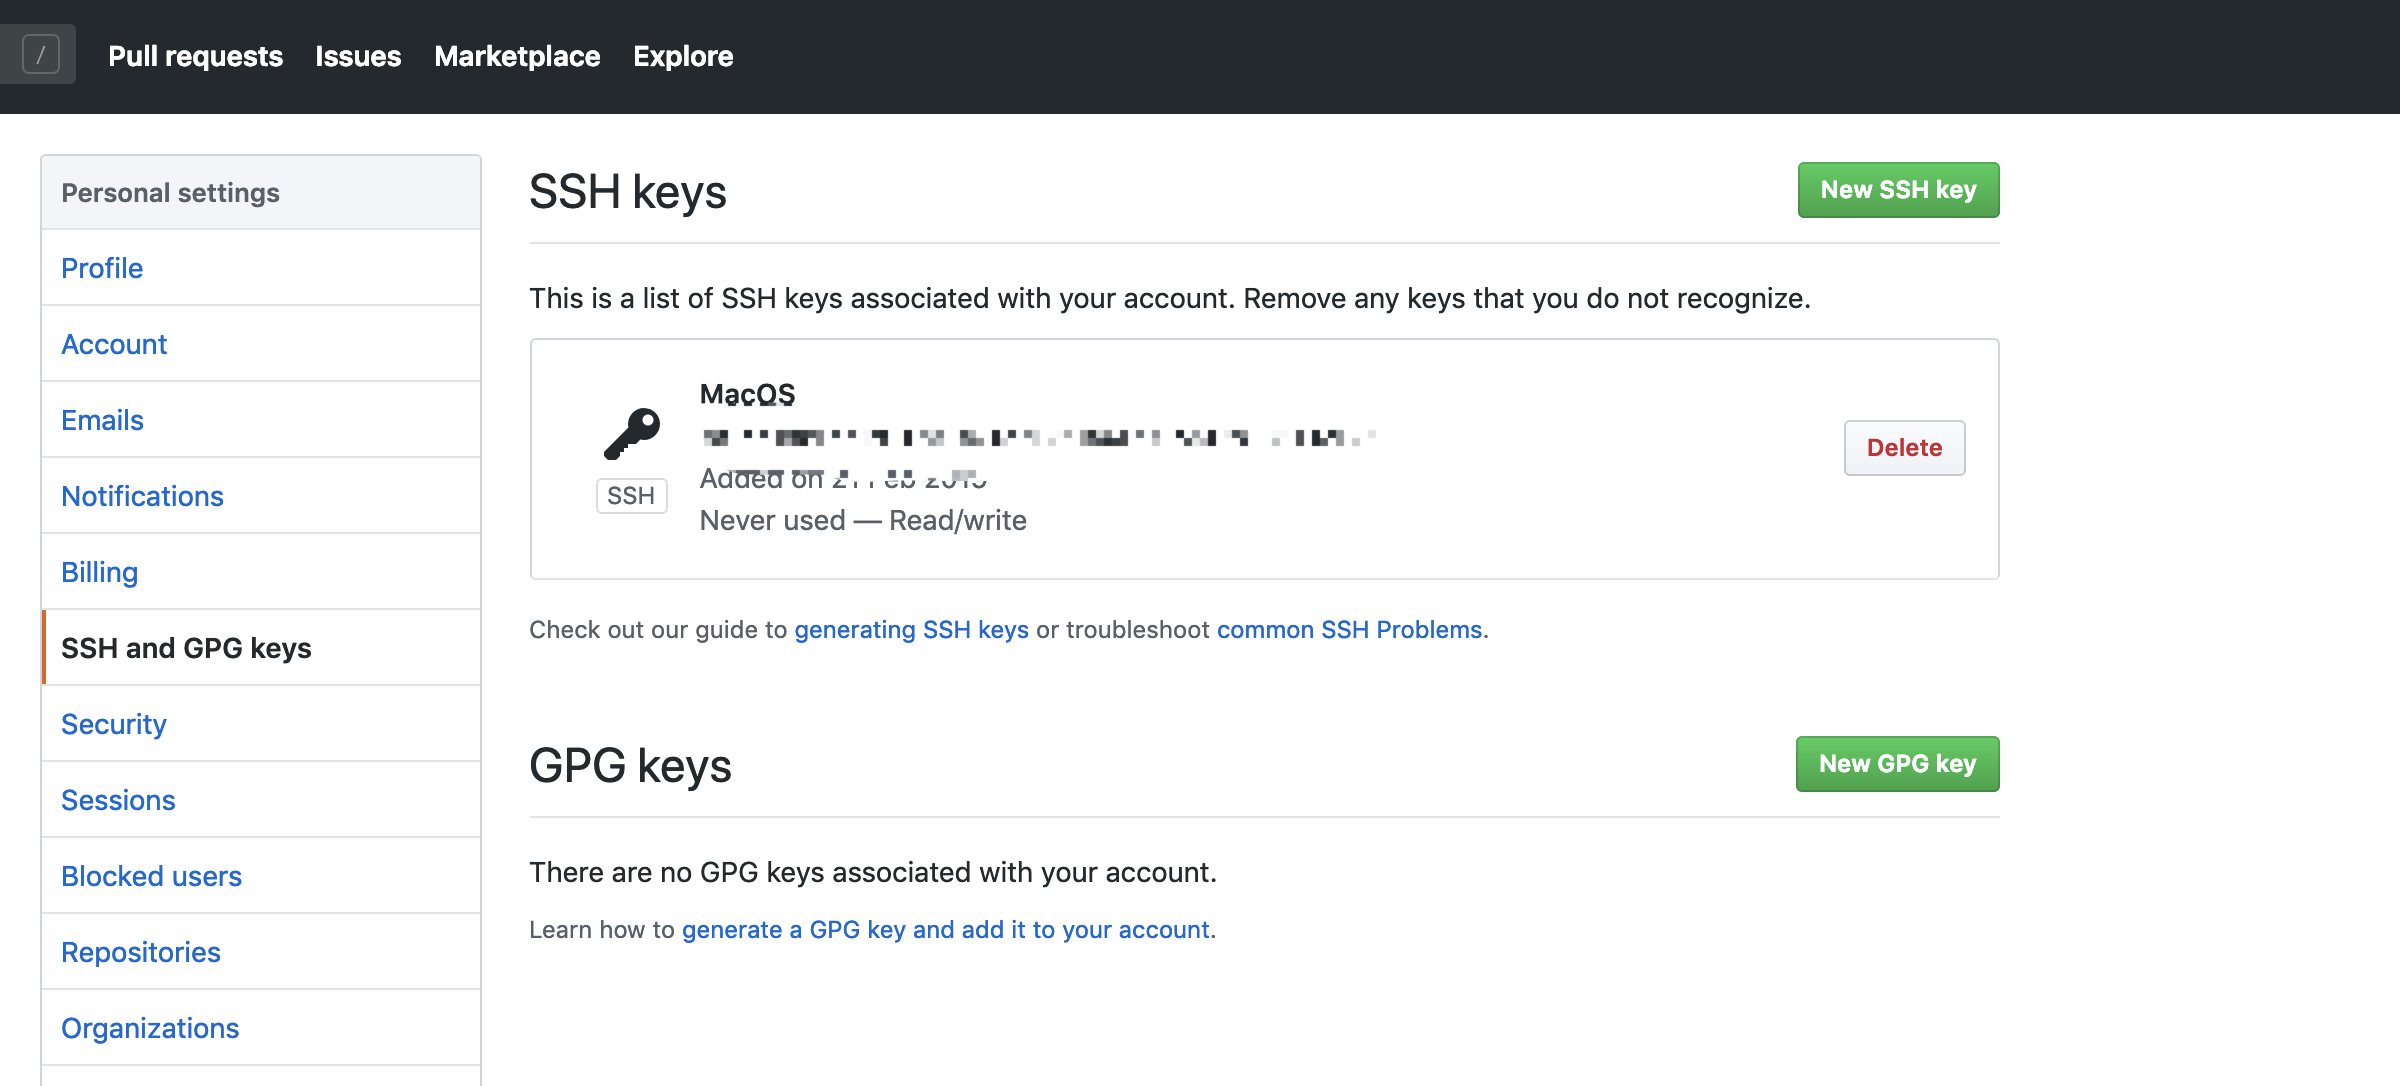 /
Pull requests Issues Marketplace Explore
Personal settings
Profile
Account
Emails
Notifications
Billing
SSH and GPG keys
Security
Sessions
Blocked users
Repositories
Organizations
SSH keys
New SSH key
This is a list of SSH keys associated with your account. Remove any keys that you do not recognize.
MacOS
Added on
SSH
Never used — Read/write
Delete
Check out our guide to generating SSH keys or troubleshoot common SSH Problems.
GPG keys
New GPG key
There are no GPG keys associated with your account.
Learn how to generate a GPG key and add it to your account.